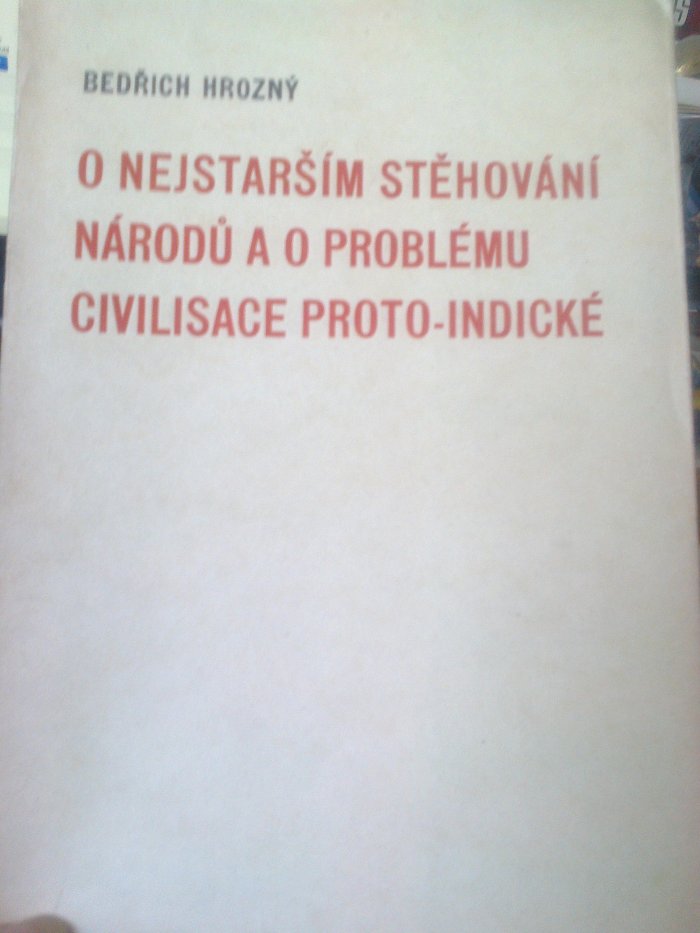 BEDŘICH HROZNÝ
O NEJSTARŠÍM STĚHOVÁNÍ
NÁRODŮ A O PROBLÉMU
CIVILISACE PROTO-INDICKÉ